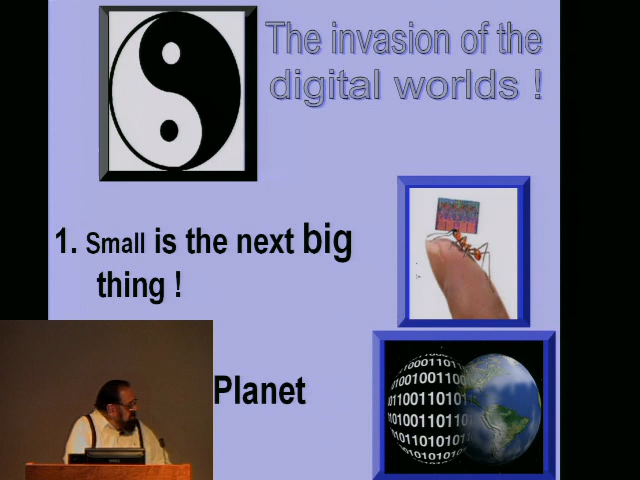 The invasion of the
digital worlds !
1. Small is the next big
thing !
Planet